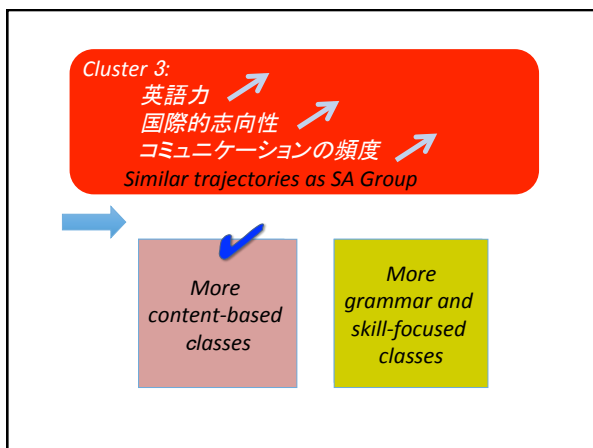 Cluster 3:
英語力
国際的志向性
コミュニケーションの頻度
Similar trajectories as SA Group
More
content-based
classes
More
grammar and
skill-focused
classes